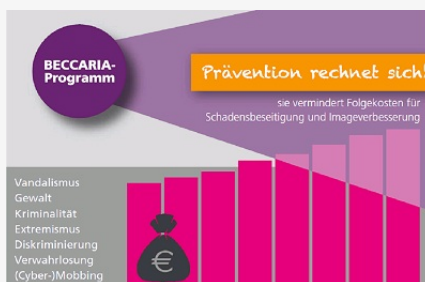 BECCARIA-
Programm
Prävention rechnet sich!
sie vermindert Folgekosten für
Schadensbeseitigung und Imageverbesserung
Vandalismus
Gewalt
Kriminalität
Extremismus
Diskriminierung
Verwahrlosung
(Cyber-)Mobbing
€